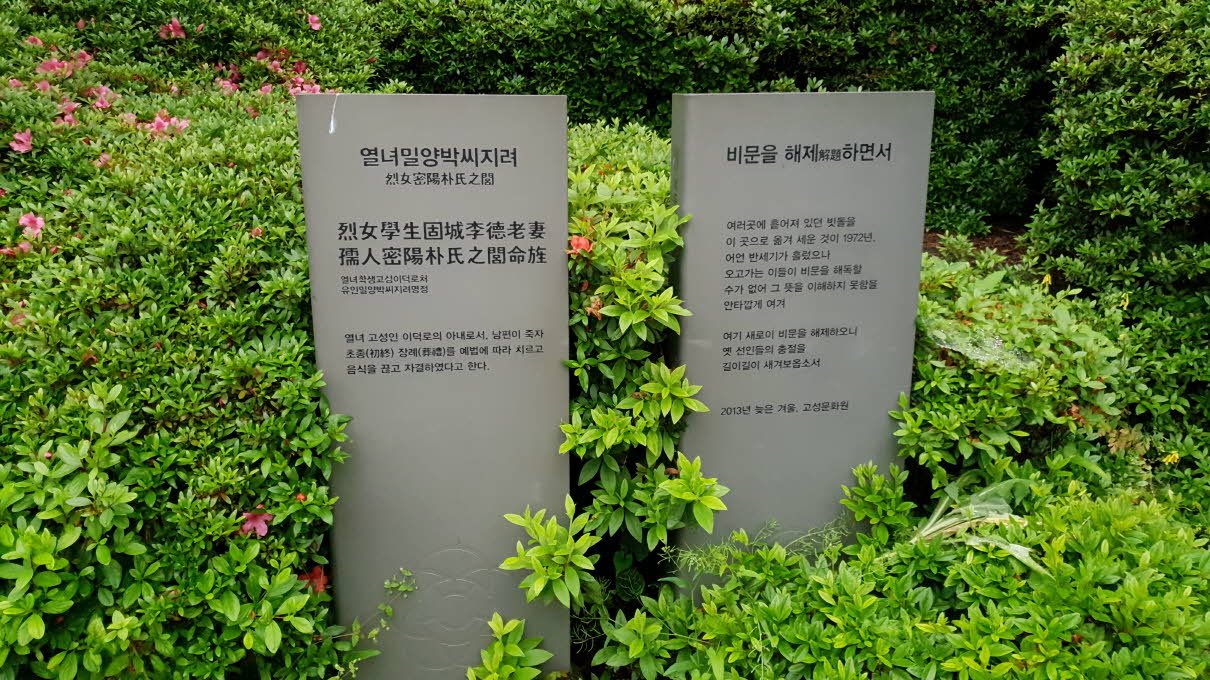 열녀밀양박씨지려
烈女密陽朴氏之閭
烈女學生固城李德老妻
孺人密陽朴氏之閭命旌
열녀학생고성이덕로처
유인밀양박씨지려명정
열녀 고성인 이덕로의 아내로서, 남편이 죽자
초종(初終) 장례(葬禮)를 예법에 따라 치르고
음식을 끊고 자결하였다고 한다.
비문을 해제解題하면서
여러곳에 흩어져 있던 빗돌을
이 곳으로 옮겨 세운 것이 1972년,
어언 반세기가 흘렀으나
오고가는 이들이 비문을 해독할
수가 없어 그 뜻을 이해하지 못함을
안타깝게 여겨
여기 새로이 비문을 해제하오니
옛 선인들의 충절을
길이길이 새겨보옵소서
2013년 늦은 겨울, 고성문화원